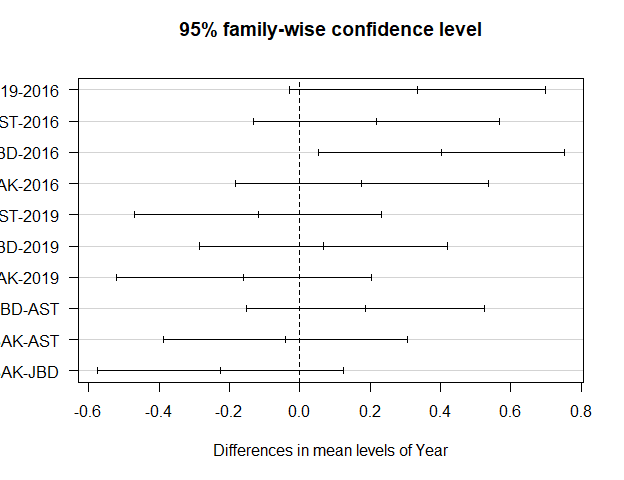 95% family-wise confidence level
19-2016
ST-2016
BD-2016
AK-2016
ST-2019
BD-2019
AK-2019
BD-AST
AK-AST
AK-JBD
-0.6 -0.4 -0.2 0.0 0.2 0.4 0.6 0.8
Differences in mean levels of Year